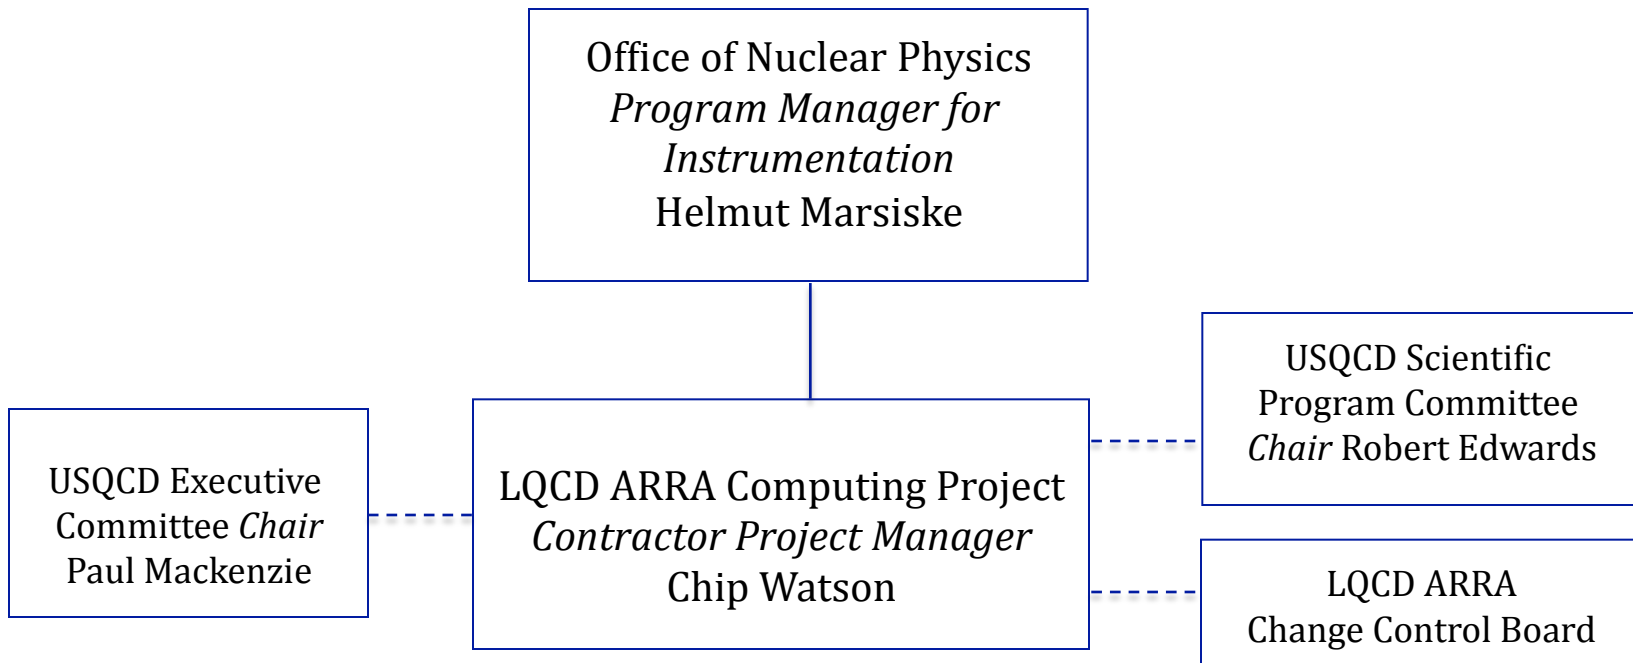 Office of Nuclear Physics
Program Manager for
Instrumentation
Helmut Marsiske
USQCD Scientific
Program Committee
Chair Robert Edwards
USQCD Executive
Committee Chair
Paul Mackenzie
LQCD ARRA Computing Project
Contractor Project Manager
Chip Watson
LQCD ARRA
Change Control Board